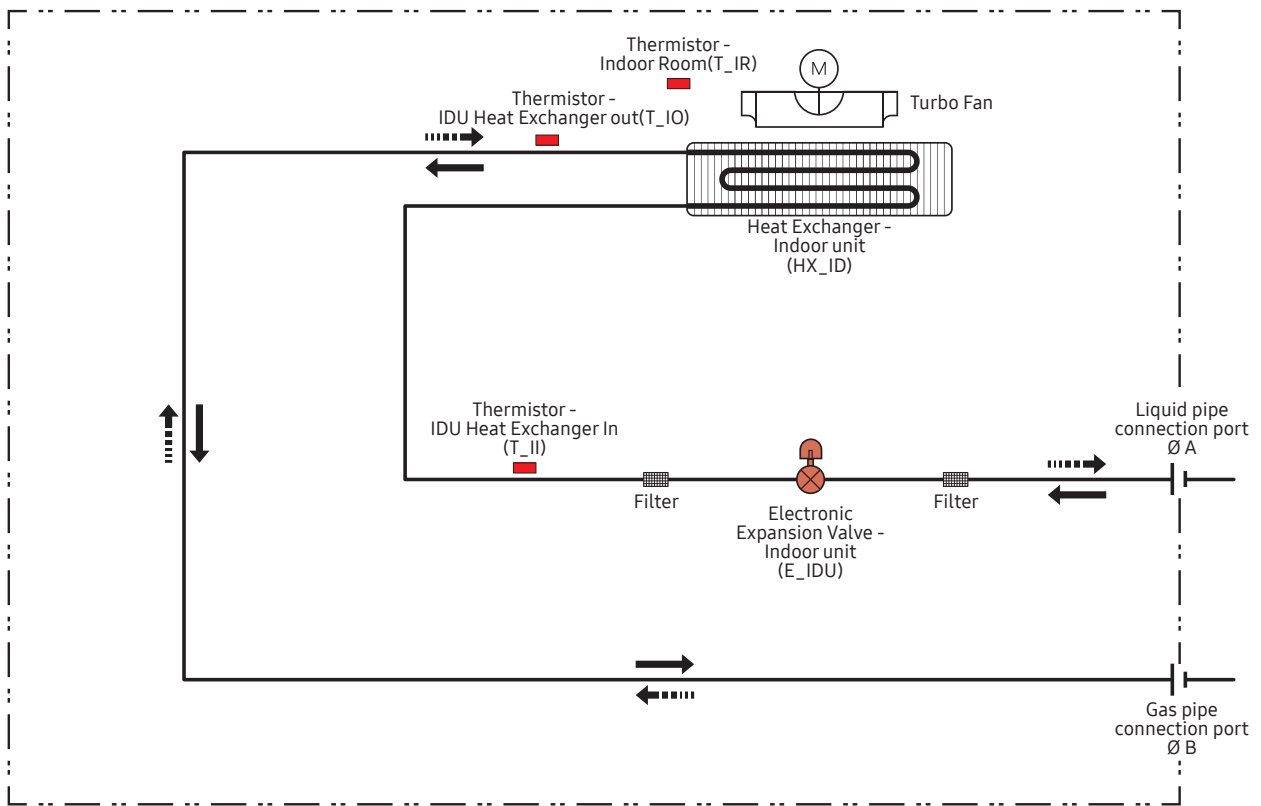 Thermistor -
Indoor Room(T_IR)
M
Turbo Fan
Thermistor -
IDU Heat Exchanger out(T_IO)
Heat Exchanger -
Indoor unit
(HX_ID)
Thermistor -
IDU Heat Exchanger In
(T_II)
Filter
Electronic
Expansion Valve -
Indoor unit
(E_IDU)
Filter
Liquid pipe
connection port
Ø A
Gas pipe
connection port
Ø B